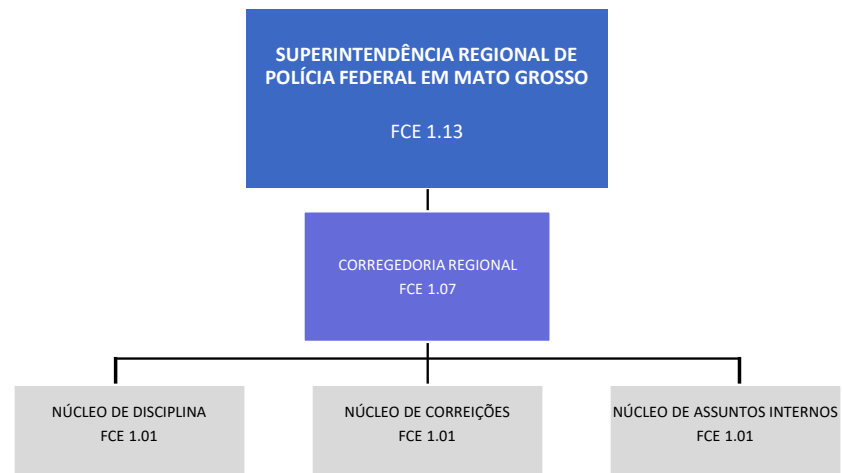 SUPERINTENDÊNCIA REGIONAL DE
POLÍCIA FEDERAL EM MATO GROSSO
FCE 1.13
CORREGEDORIA REGIONAL
FCE 1.07
NÚCLEO DE DISCIPLINA
FCE 1.01
NÚCLEO DE CORREIÇÕES
FCE 1.01
NÚCLEO DE ASSUNTOS INTERNOS
FCE 1.01